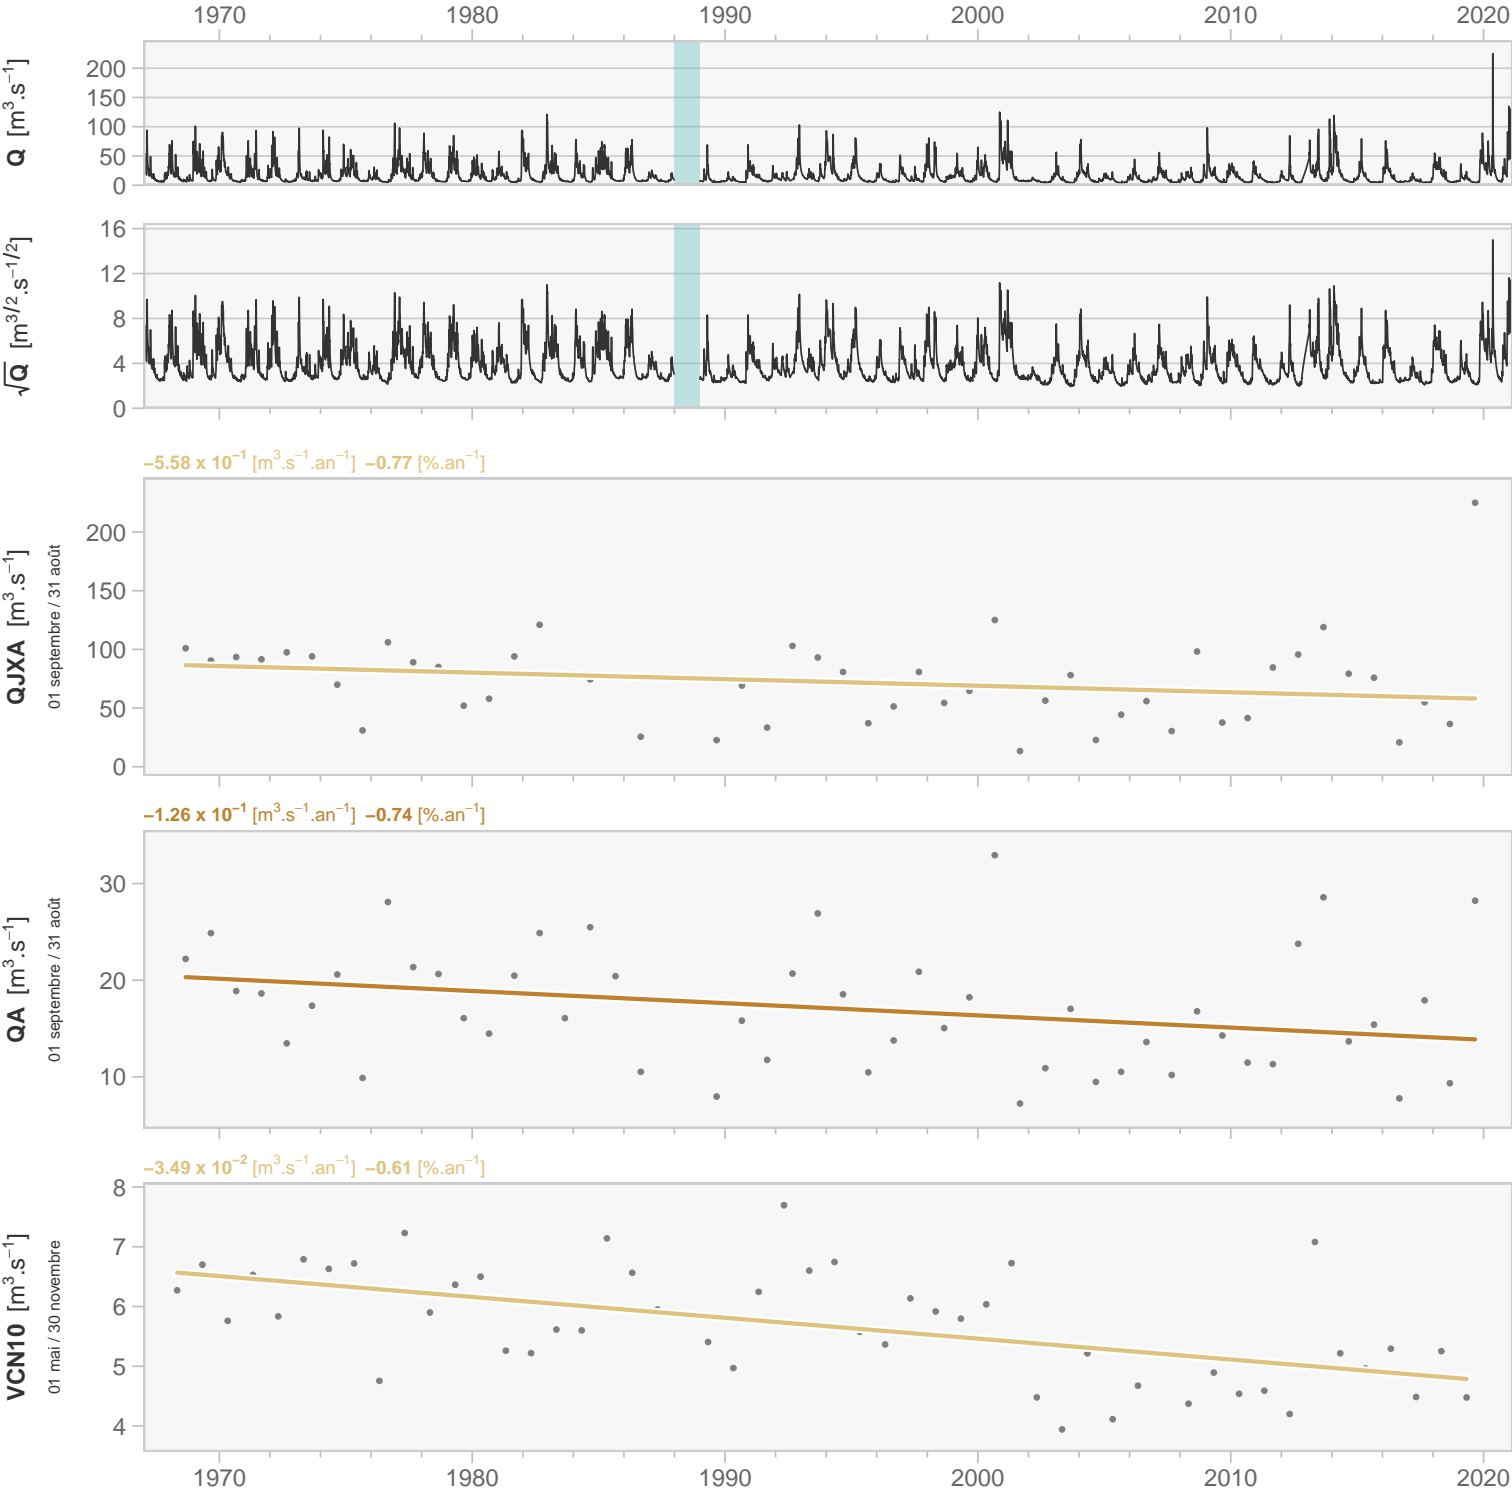 1970 1980 1990 2000 2010 2020
Q [m³.s⁻¹]
200
150
100
50
0
√Q [m^3/2.s^−1/2]
16
12
8
4
0
−5.58 x 10⁻¹ [m³.s⁻¹.an⁻¹] −0.77 [%.an⁻¹]
QJXA [m³.s⁻¹]
01 septembre / 31 août
200
150
100
50
0
−1.26 x 10⁻¹ [m³.s⁻¹.an⁻¹] −0.74 [%.an⁻¹]
QA [m³.s⁻¹]
01 septembre / 31 août
30
20
10
−3.49 x 10⁻² [m³.s⁻¹.an⁻¹] −0.61 [%.an⁻¹]
VCN10 [m³.s⁻¹]
01 mai / 30 novembre
8
7
6
5
4
1970 1980 1990 2000 2010 2020